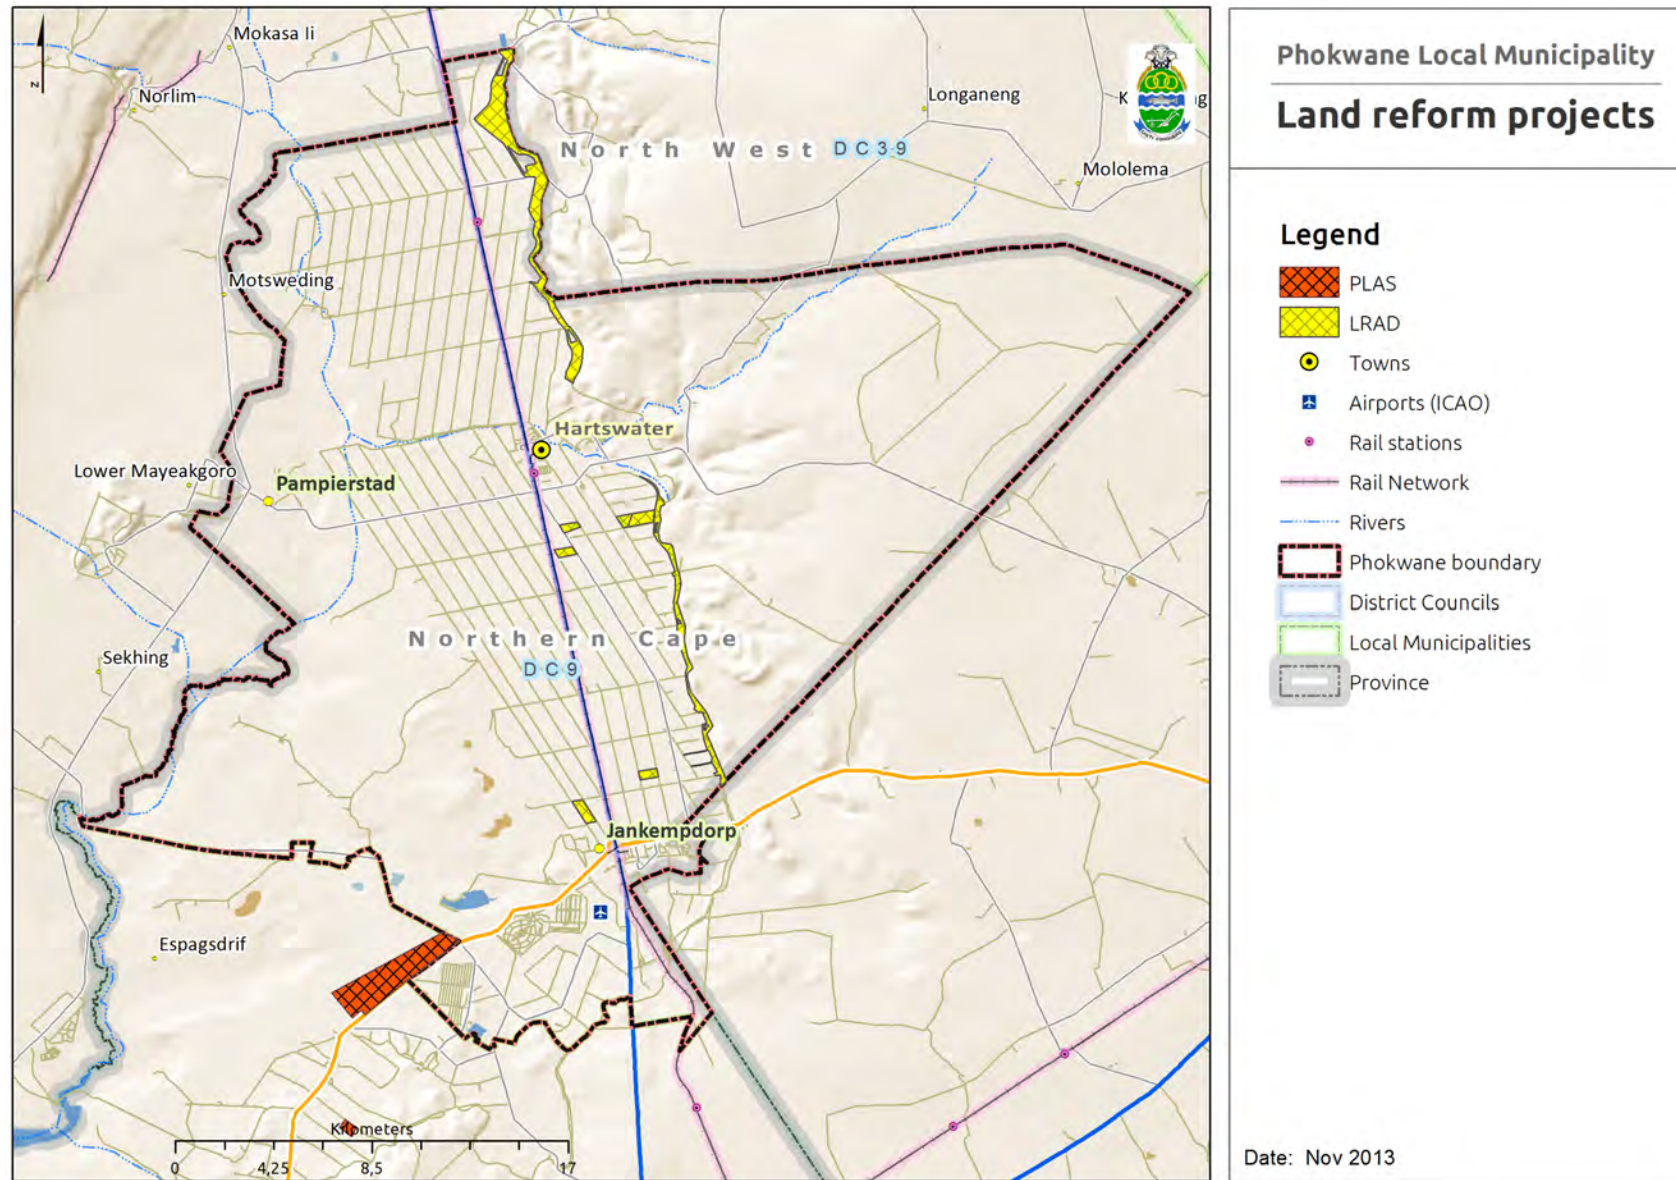 Phokwane Local Municipality
Land reform projects
Legend
PLAS
LRAD
Towns
Airports (ICAO)
Rail stations
Rail Network
Rivers
Phokwane boundary
District Councils
Local Municipalities
Province
Date: Nov 2013
Mokasa Ii
Norlim
Longaneng
North West DC39
Mololema
Motsweding
Hartswater
Lower Mayeakgoro
Pampierstad
Northern Cape
DC9
Sekhing
Jankempdorp
Espagsdrif
Kilometers
0 4,25 8,5 17
z